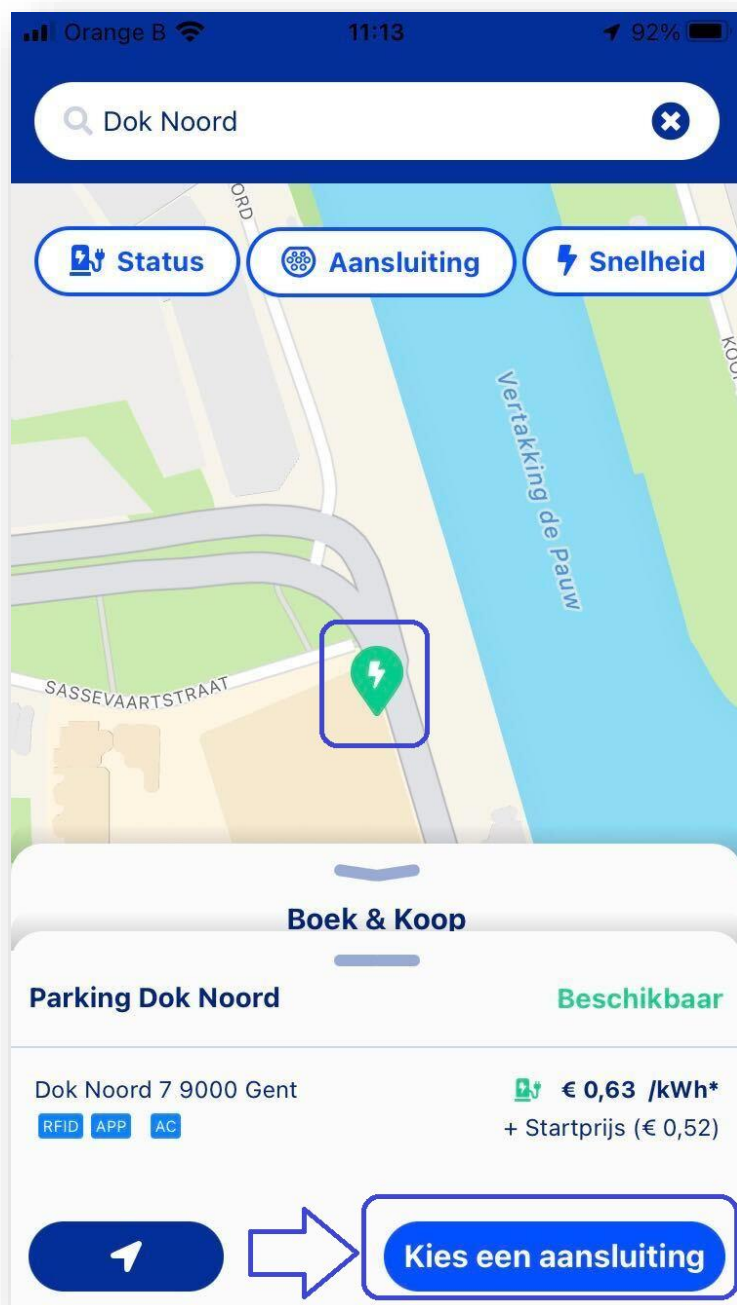 Orange B 11:13 92%
Dok Noord
ORD
Status Aansluiting Snelheid
Vertakking de Pauw
SASSEVAARTSTRAAT
Boek & Koop
Parking Dok Noord Beschikbaar
Dok Noord 7 9000 Gent € 0,63 /kWh*
RFID APP AC + Startprijs (€ 0,52)
Kies een aansluiting